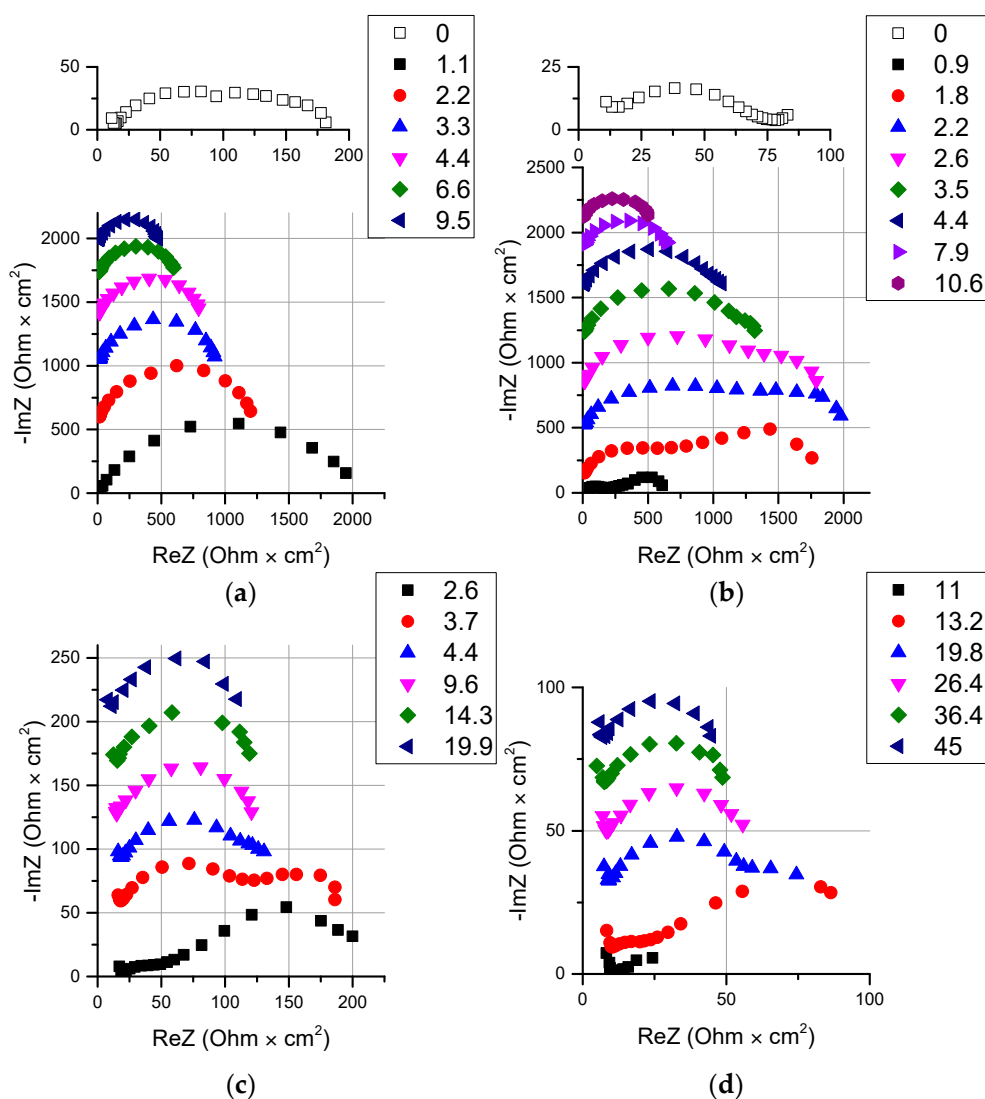 0
1.1
2.2
3.3
4.4
6.6
9.5
50
0
0 50 100 150 200
2000
1500
1000
500
0
-ImZ (Ohm × cm²)
0 500 1000 1500 2000
ReZ (Ohm × cm²)
(a)
0
0.9
1.8
2.2
2.6
3.5
4.4
7.9
10.6
25
0
0 25 50 75 100
2500
2000
1500
1000
500
0
-ImZ (Ohm × cm²)
0 500 1000 1500 2000
ReZ (Ohm × cm²)
(b)
2.6
3.7
4.4
9.6
14.3
19.9
250
200
150
100
50
0
-ImZ (Ohm × cm²)
0 50 100 150 200
ReZ (Ohm × cm²)
(c)
11
13.2
19.8
26.4
36.4
45
100
50
0
-ImZ (Ohm × cm²)
0 50 100
ReZ (Ohm × cm²)
(d)